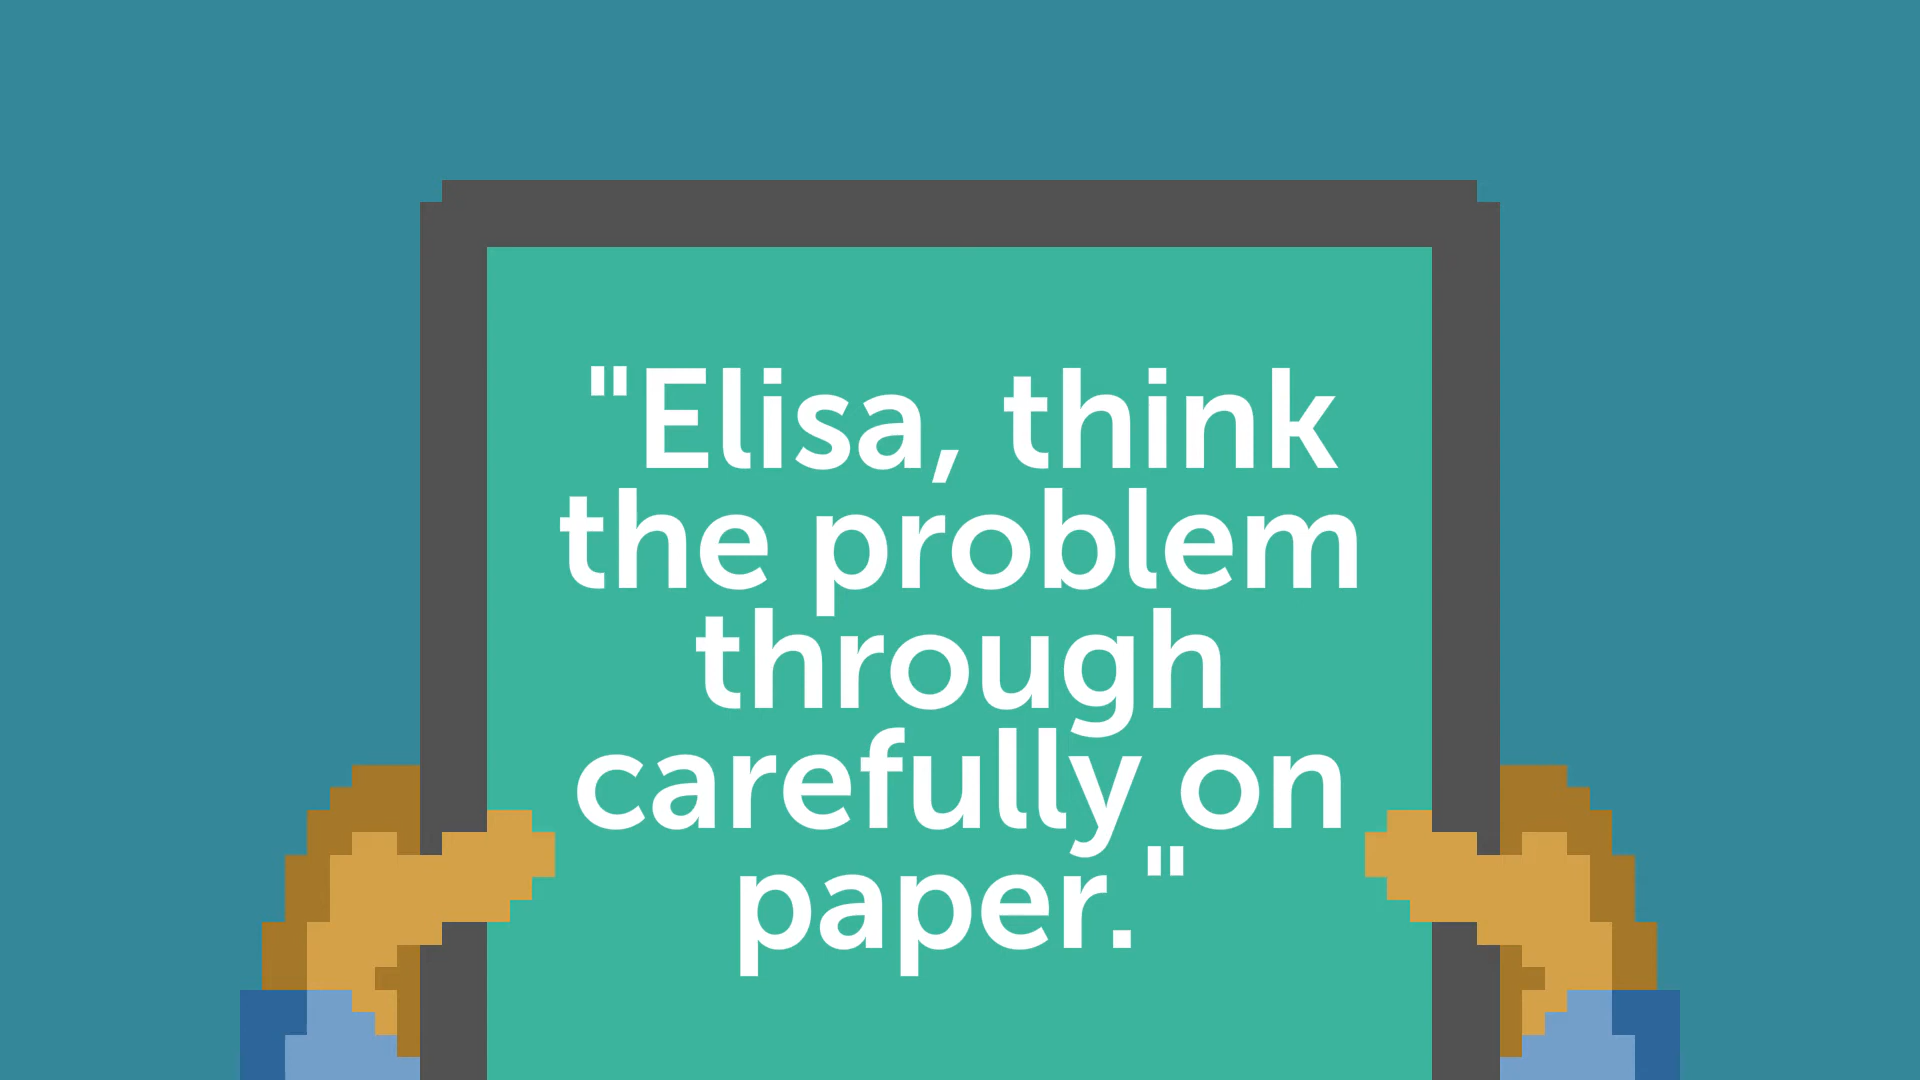 "Elisa, think
the problem
through
carefully on
paper."